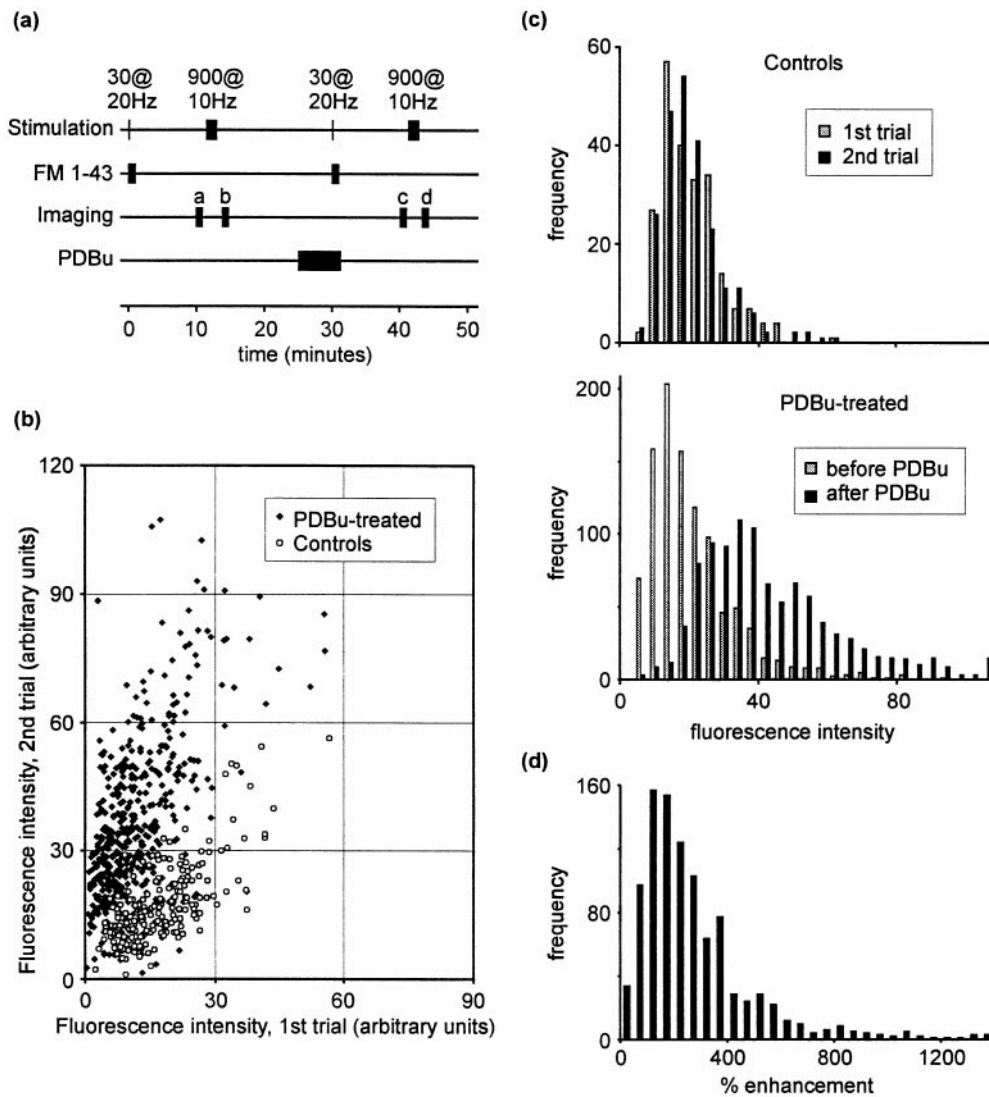 (a)
30@ 900@ 30@ 900@
20Hz 10Hz 20Hz 10Hz
Stimulation
FM 1-43
a b c d
Imaging
PDBu
0 10 20 30 40 50
time (minutes)
(b)
120
90
60
30
0
0 30 60 90
Fluorescence intensity, 2nd trial (arbitrary units)
Fluorescence intensity, 1st trial (arbitrary units)
PDBu-treated
Controls
(c)
60
40
20
0
frequency
Controls
1st trial
2nd trial
200
100
0
frequency
PDBu-treated
before PDBu
after PDBu
0 40 80
fluorescence intensity
(d)
160
80
0
frequency
0 400 800 1200
% enhancement